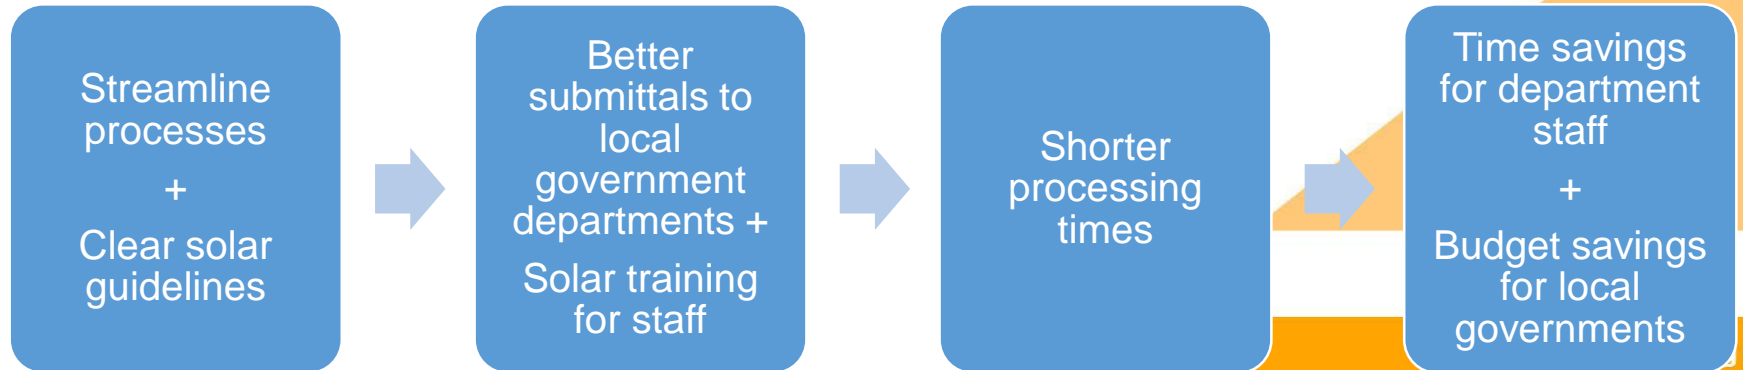 Streamline
processes
+
Clear solar
guidelines
Better
submittals to
local
government
departments +
Solar training
for staff
Shorter
processing
times
Time savings
for department
staff
+
Budget savings
for local
governments